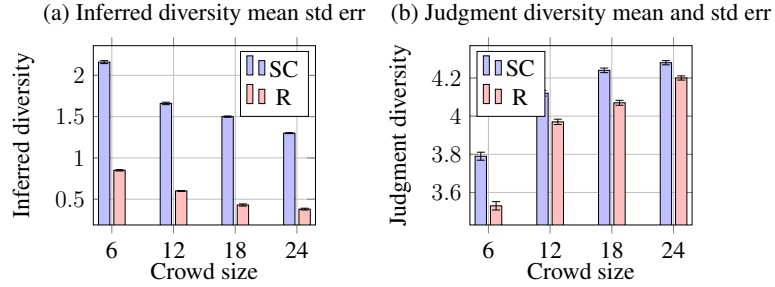 (a) Inferred diversity mean std err
Inferred diversity
2
1.5
1
0.5
SC
R
6 12 18 24
Crowd size
(b) Judgment diversity mean and std err
Judgment diversity
4.2
4
3.8
3.6
SC
R
6 12 18 24
Crowd size